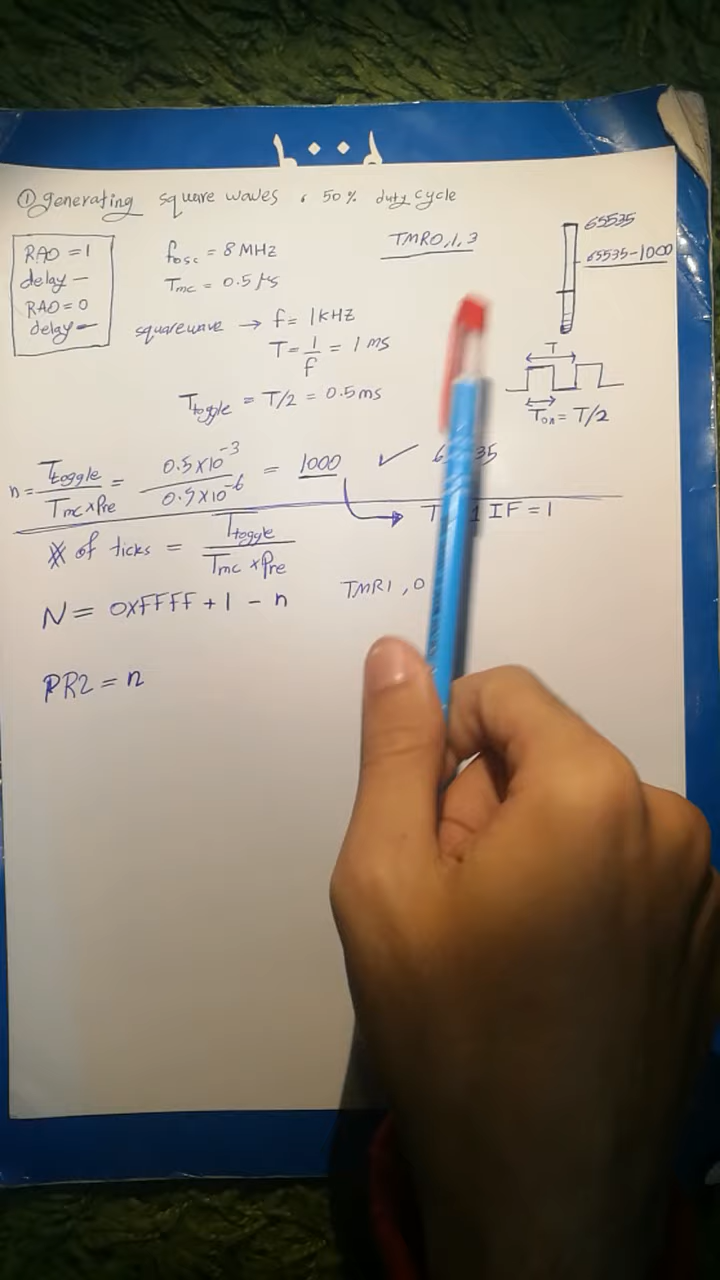 ① generating square waves, 50% duty cycle
RA0 = 1
delay —
RA0 = 0
delay —
fosc = 8 MHz
Tmc = 0.5 μs
TMR0,1,3
65535
65535-1000
squarewave → f = 1KHz
T = 1/f = 1 ms
Ttoggle = T/2 = 0.5ms
T
Ton = T/2
n = Ttoggle/Tmc×Pre = 0.5×10^-3/0.5×10^-6 = 1000 ✓
IF = 1
# of ticks = Ttoggle/Tmc×Pre
N = 0xFFFF + 1 - n
TMR1, 0
PR2 = n